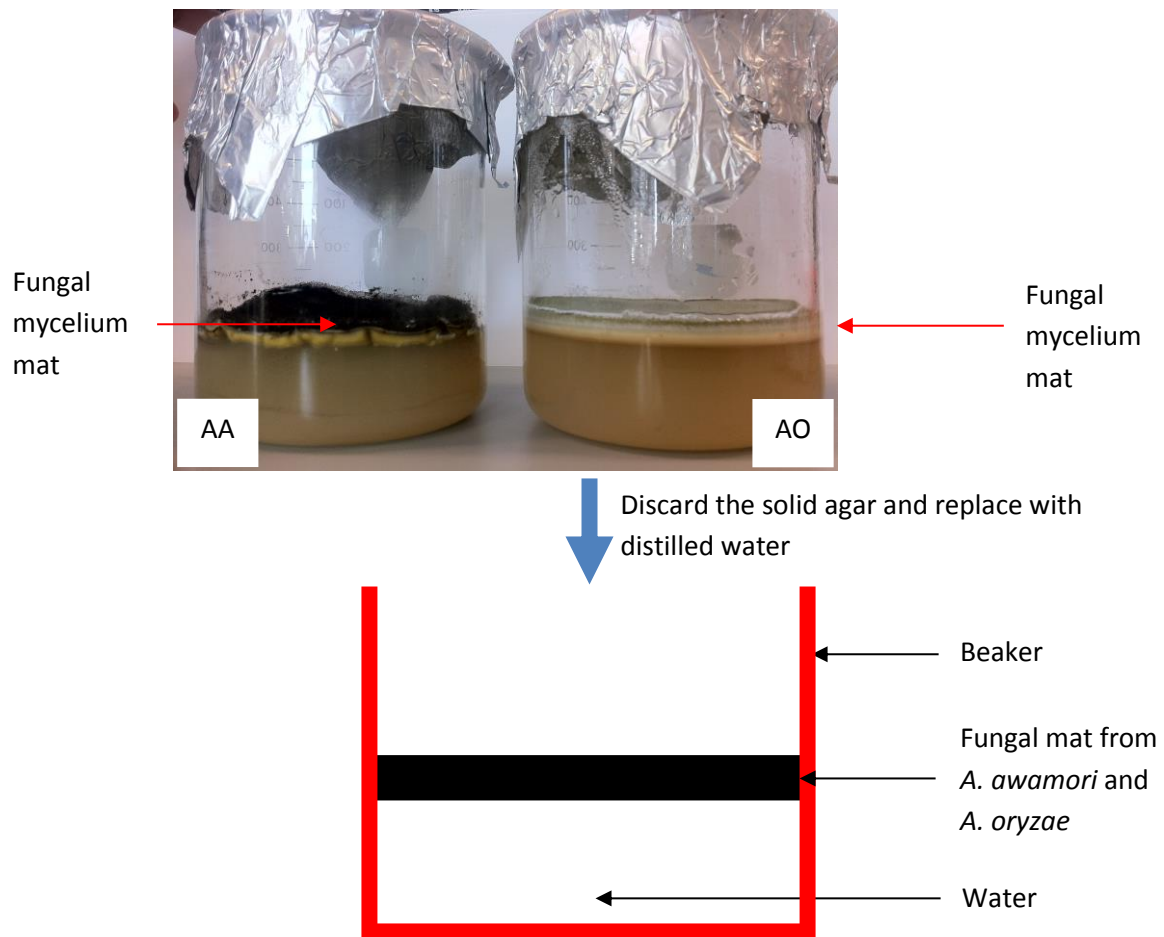 Fungal
mycelium
mat
Fungal
mycelium
mat
AA
AO
Discard the solid agar and replace with
distilled water
Beaker
Fungal mat from
A. awamori and
A. oryzae
Water